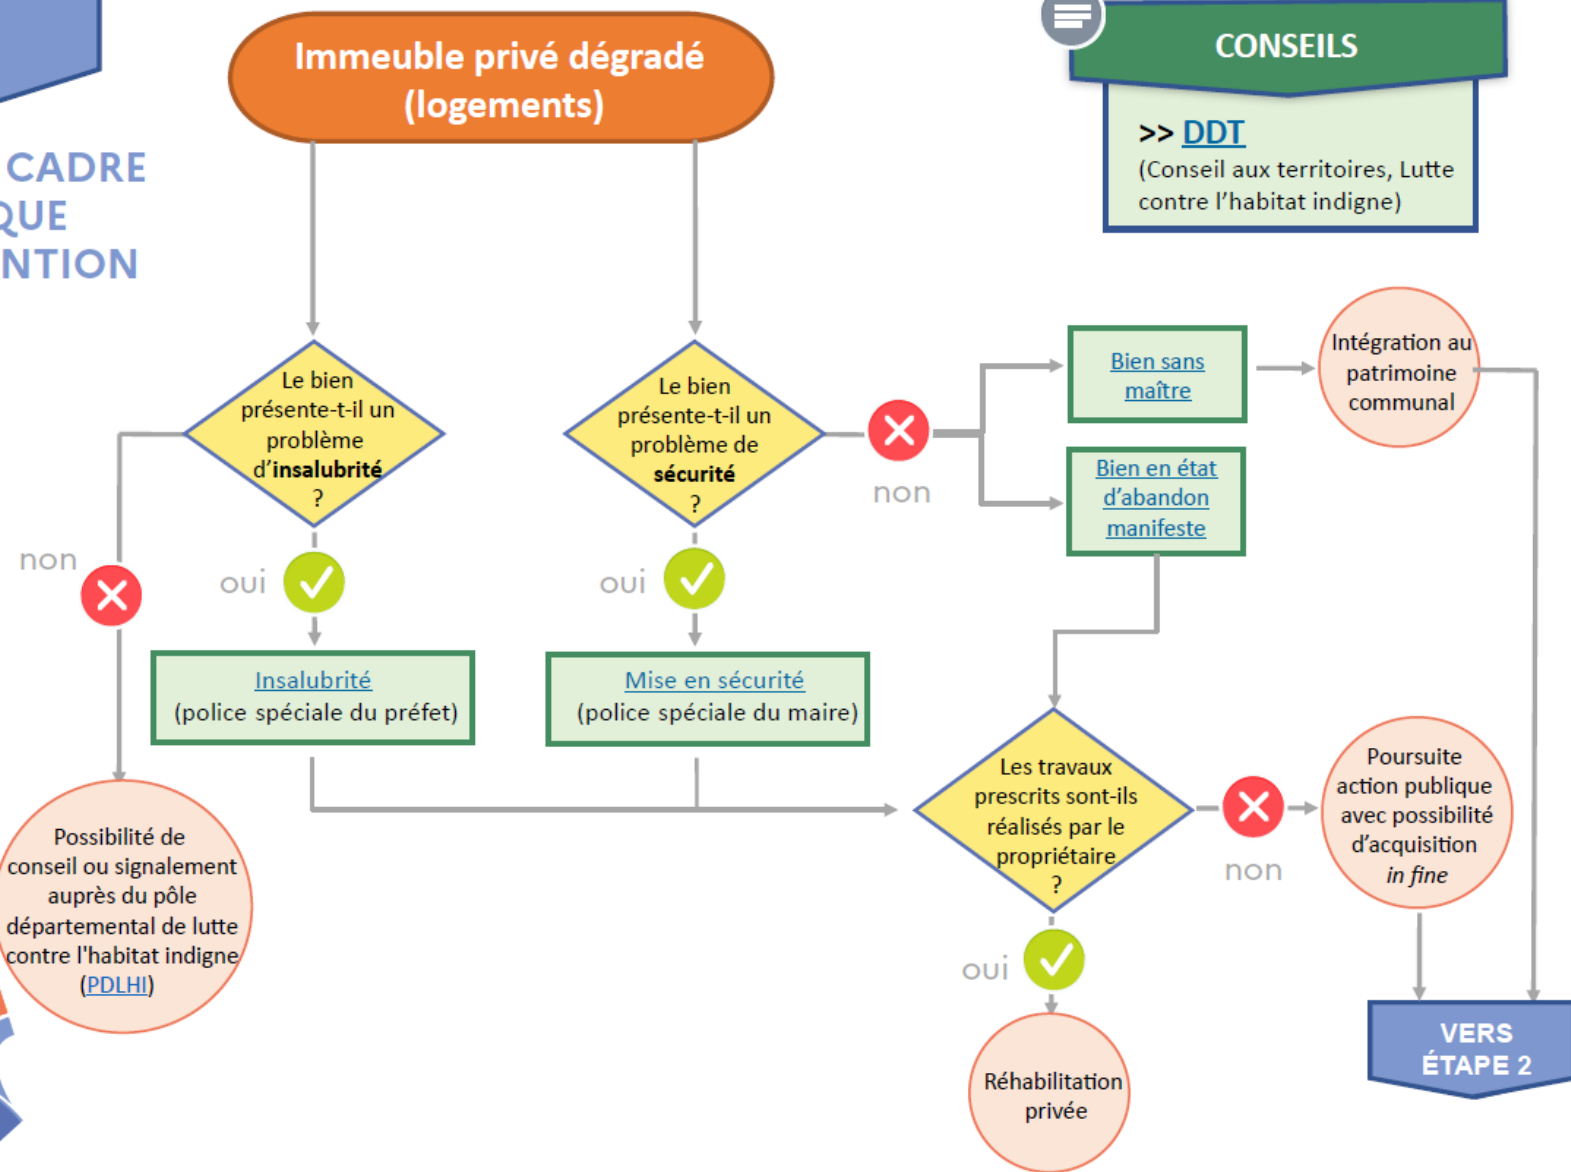 Immeuble privé dégradé
(logements)
CONSEILS
>> DDT
(Conseil aux territoires, Lutte
contre l'habitat indigne)
CADRE
QUE
NTION
Le bien
présente-t-il un
problème
d'insalubrité
?
non
oui
Insalubrité
(police spéciale du préfet)
Possibilité de
conseil ou signalement
auprès du pôle
départemental de lutte
contre l'habitat indigne
(PDLHI)
Le bien
présente-t-il un
problème de
sécurité
?
non
oui
Mise en sécurité
(police spéciale du maire)
Bien sans
maître
Intégration au
patrimoine
communal
Bien en état
d'abandon
manifeste
Les travaux
prescrits sont-ils
réalisés par le
propriétaire
?
non
Poursuite
action publique
avec possibilité
d'acquisition
in fine
oui
Réhabilitation
privée
VERS
ÉTAPE 2